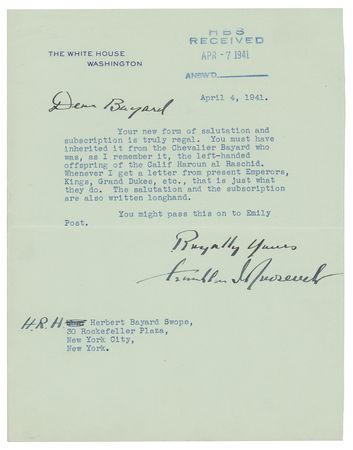 HBS
RECEIVED
APR - 7 1941
ANS'D
THE WHITE HOUSE
WASHINGTON
April 4, 1941.
Dear Bayard
Your new form of salutation and
subscription is truly regal. You must have
inherited it from the Chevalier Bayard who
was, as I remember it, the left-handed
offspring of the Calif Haroun al Raschid.
Whenever I get a letter from present Emperors,
Kings, Grand Dukes, etc., that is just what
they do. The salutation and the subscription
are also written longhand.
You might pass this on to Emily
Post.
Royally Yours
Franklin D Roosevelt
H.R.H Herbert Bayard Swope,
30 Rockefeller Plaza,
New York City,
New York.